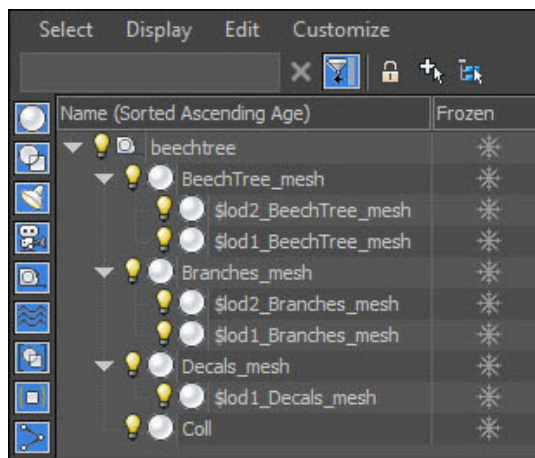 Select Display Edit Customize
Name (Sorted Ascending Age) Frozen
beechtree
BeechTree_mesh
$lod2_BeechTree_mesh
$lod1_BeechTree_mesh
Branches_mesh
$lod2_Branches_mesh
$lod1_Branches_mesh
Decals_mesh
$lod1_Decals_mesh
Coll